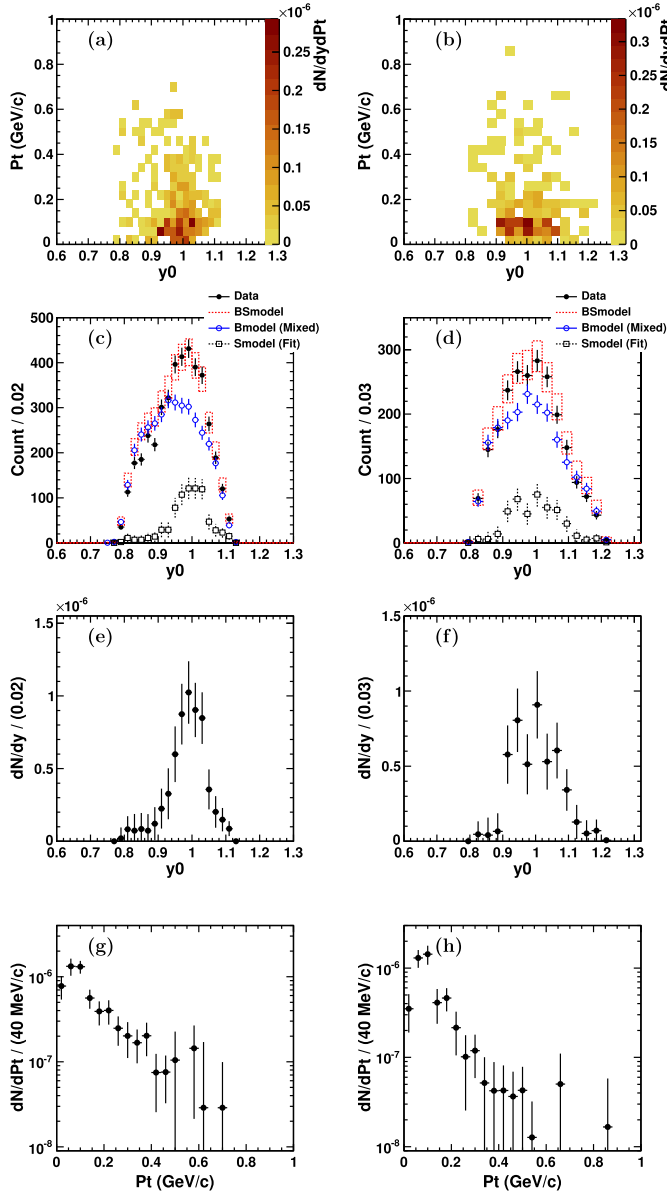 ×10⁻⁶
(a)
Pt (GeV/c)
1
0.8
0.6
0.4
0.2
0
0.6 0.7 0.8 0.9 1 1.1 1.2 1.3
y0
0.25
0.2
0.15
0.1
0.05
0
dN/dydPt
×10⁻⁶
(b)
Pt (GeV/c)
1
0.8
0.6
0.4
0.2
0
0.6 0.7 0.8 0.9 1 1.1 1.2 1.3
y0
0.3
0.25
0.2
0.15
0.1
0.05
0
dN/dydPt
Data
BSmodel
Bmodel (Mixed)
Smodel (Fit)
(c)
Count / 0.02
500
400
300
200
100
0
0.6 0.7 0.8 0.9 1 1.1 1.2 1.3
y0
Data
BSmodel
Bmodel (Mixed)
Smodel (Fit)
(d)
Count / 0.03
300
200
100
0
0.6 0.7 0.8 0.9 1 1.1 1.2 1.3
y0
×10⁻⁶
(e)
dN/dy / (0.02)
1.5
1
0.5
0
0.6 0.7 0.8 0.9 1 1.1 1.2 1.3
y0
×10⁻⁶
(f)
dN/dy / (0.03)
1.5
1
0.5
0
0.6 0.7 0.8 0.9 1 1.1 1.2 1.3
y0
(g)
dN/dPt / (40 MeV/c)
10⁻⁶
10⁻⁷
10⁻⁸
0 0.2 0.4 0.6 0.8 1
Pt (GeV/c)
(h)
dN/dPt / (40 MeV/c)
10⁻⁶
10⁻⁷
10⁻⁸
0 0.2 0.4 0.6 0.8 1
Pt (GeV/c)